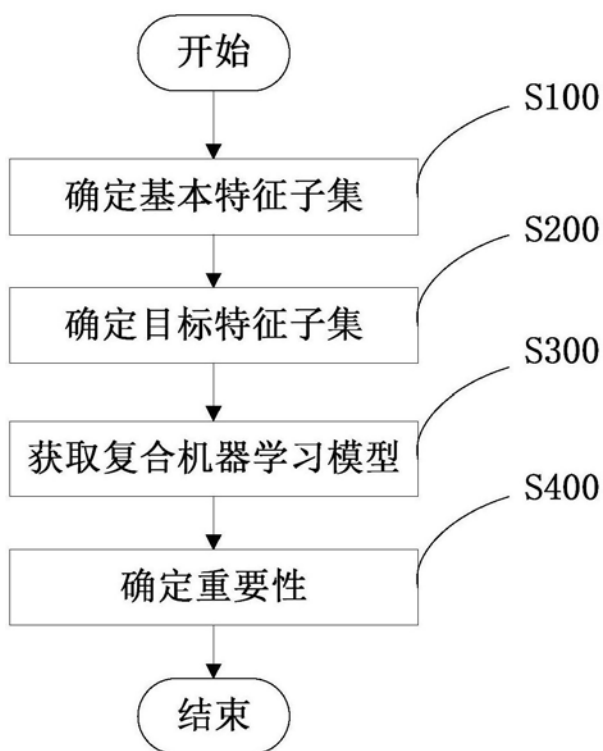 开始
S100
确定基本特征子集
S200
确定目标特征子集
S300
获取复合机器学习模型
S400
确定重要性
结束